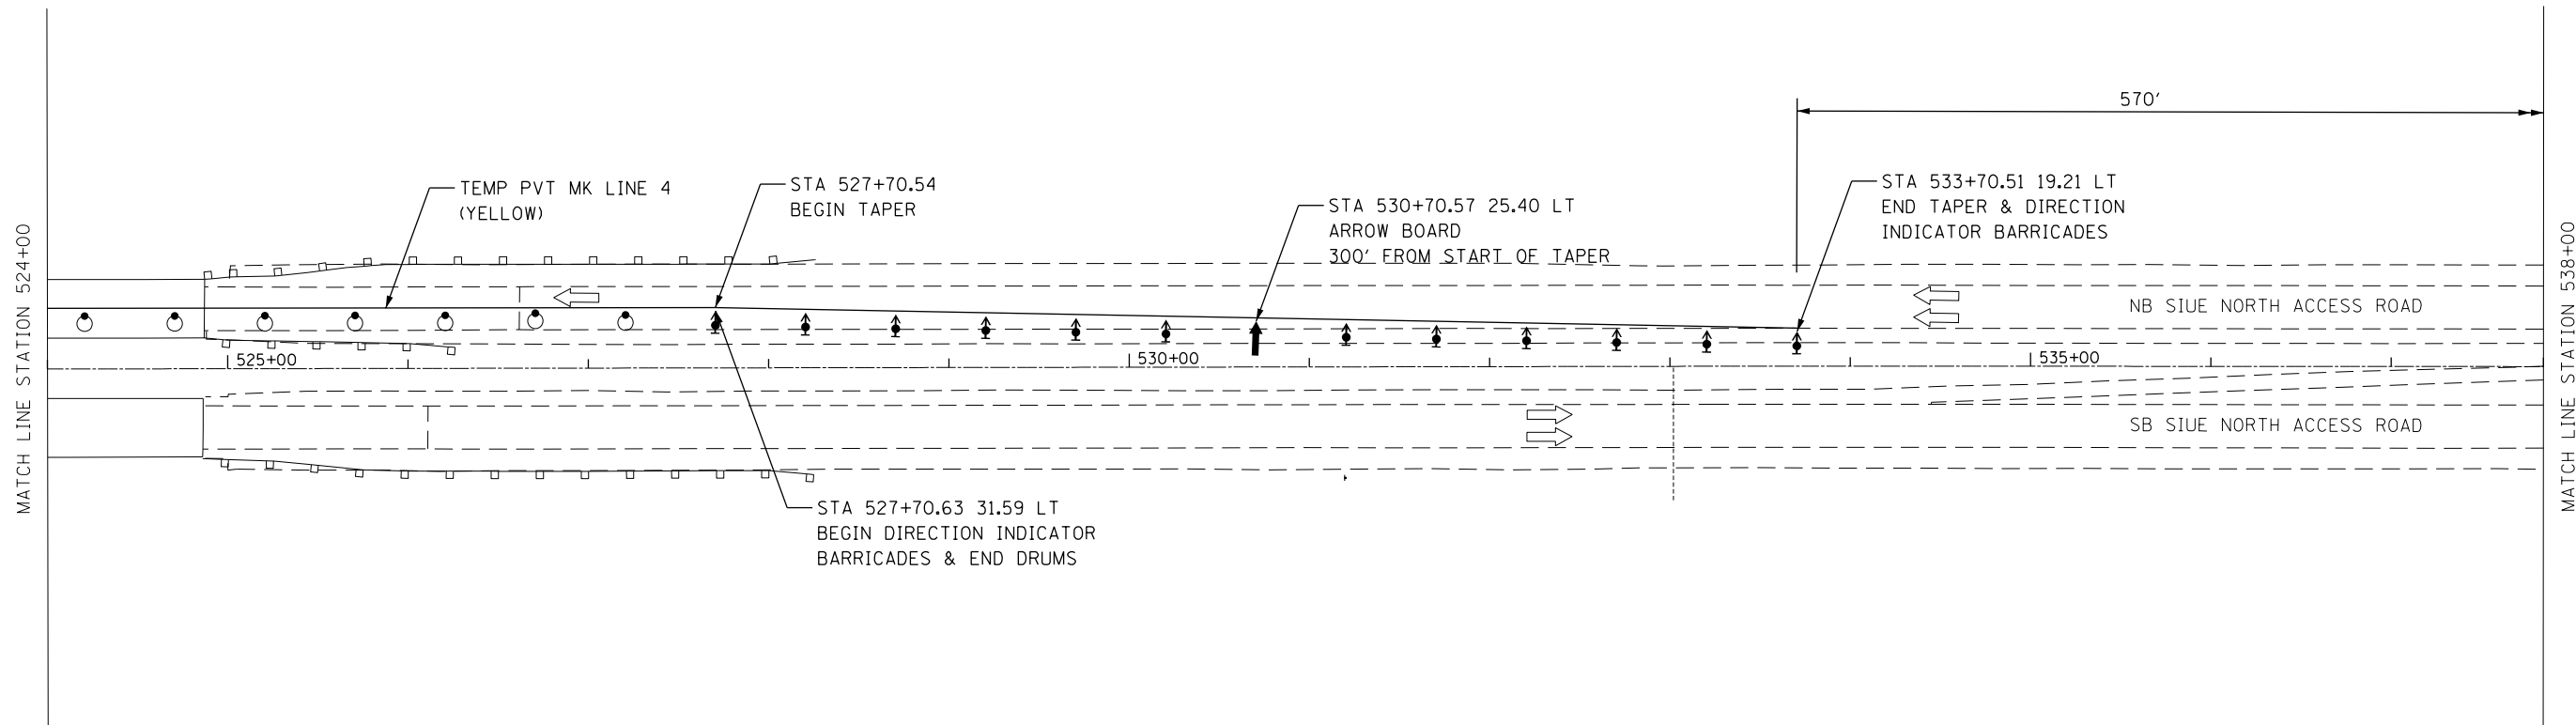 570'
TEMP PVT MK LINE 4
(YELLOW)
STA 527+70.54
BEGIN TAPER
STA 530+70.57 25.40 LT
ARROW BOARD
300' FROM START OF TAPER
STA 533+70.51 19.21 LT
END TAPER & DIRECTION
INDICATOR BARRICADES
MATCH LINE STATION 524+00
MATCH LINE STATION 538+00
NB SIUE NORTH ACCESS ROAD
525+00
530+00
535+00
SB SIUE NORTH ACCESS ROAD
STA 527+70.63 31.59 LT
BEGIN DIRECTION INDICATOR
BARRICADES & END DRUMS